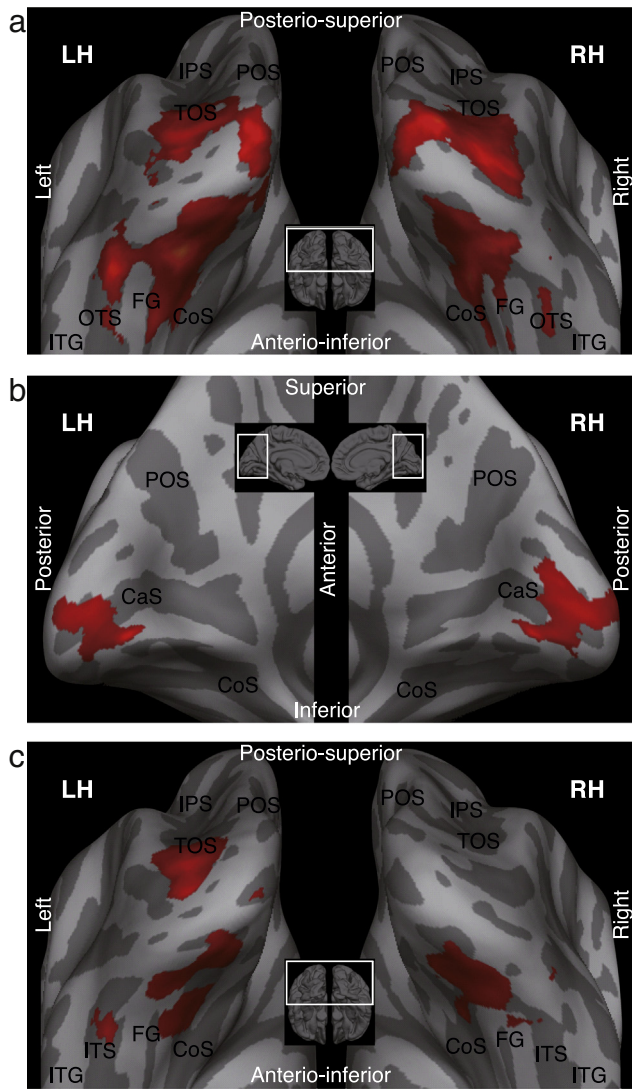 a
Posterio-superior
LH
RH
IPS
POS
POS
IPS
TOS
TOS
Left
Right
OTS
FG
CoS
CoS
FG
OTS
ITG
Anterio-inferior
ITG
b
Superior
LH
RH
POS
POS
Posterior
Anterior
Posterior
CaS
CaS
CoS
CoS
Inferior
c
Posterio-superior
LH
RH
IPS
POS
POS
IPS
TOS
TOS
Left
Right
ITS
FG
CoS
CoS
FG
ITS
ITG
Anterio-inferior
ITG